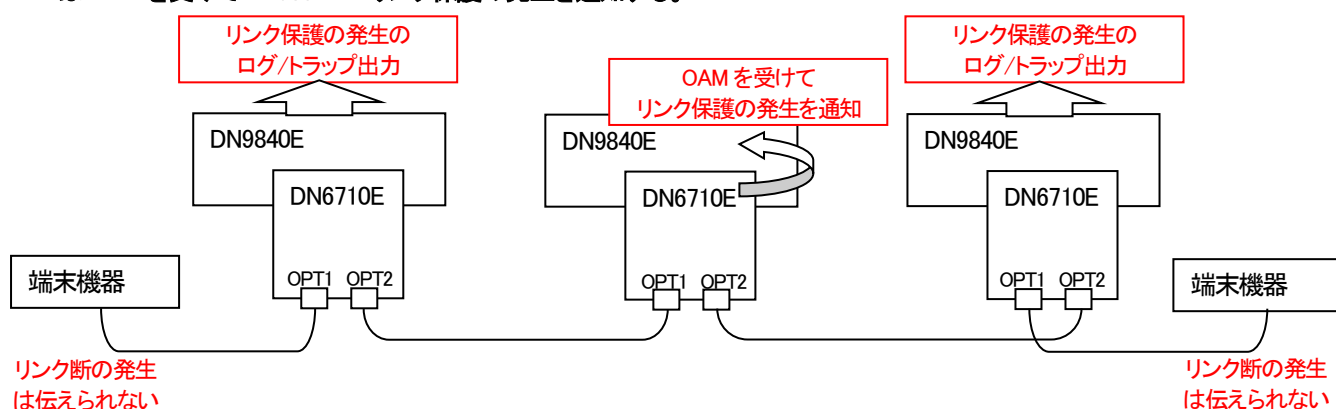 リンク保護の発生の
ログ/トラップ出力
OAM を受けて
リンク保護の発生を通知
リンク保護の発生の
ログ/トラップ出力
DN9840E
DN9840E
DN9840E
DN6710E
DN6710E
DN6710E
端末機器
OPT1 OPT2
OPT1 OPT2
OPT1 OPT2
端末機器
リンク断の発生
は伝えられない
リンク断の発生
は伝えられない